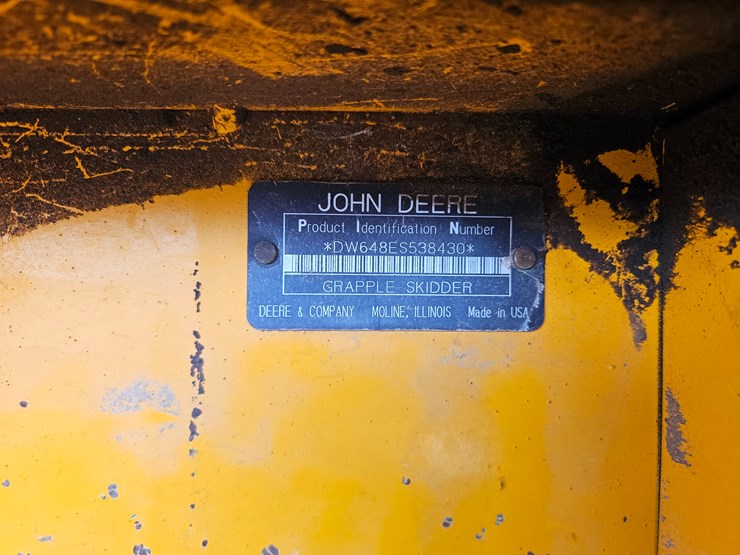 JOHN DEERE
Product Identification Number
*DW648ES538430*
GRAPPLE SKIDDER
DEERE & COMPANY MOLINE, ILLINOIS Made in USA